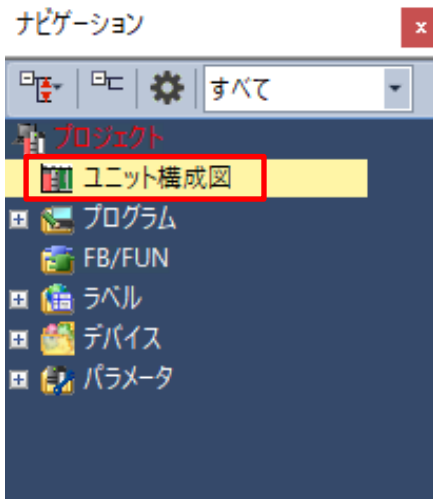 ナビゲーション
すべて
プロジェクト
ユニット構成図
プログラム
FB/FUN
ラベル
デバイス
パラメータ